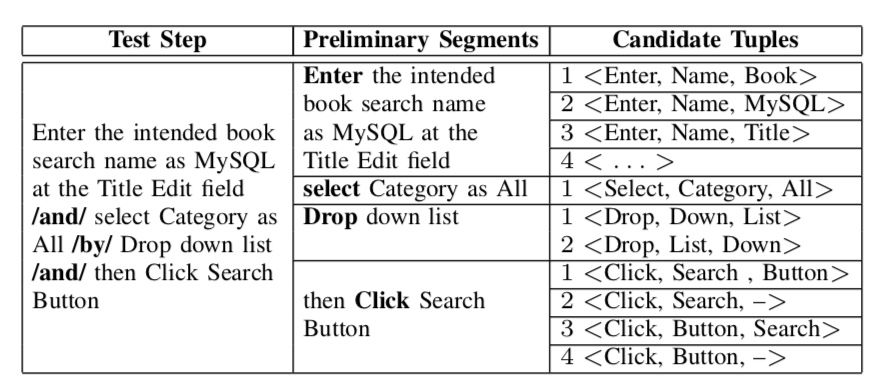 Test Step
Preliminary Segments
Candidate Tuples
Enter the intended book
search name as MySQL
at the Title Edit field
/and/ select Category as
All /by/ Drop down list
/and/ then Click Search
Button
Enter the intended
book search name
as MySQL at the
Title Edit field
1 <Enter, Name, Book>
2 <Enter, Name, MySQL>
3 <Enter, Name, Title>
4 < . . . >
select Category as All
1 <Select, Category, All>
Drop down list
1 <Drop, Down, List>
2 <Drop, List, Down>
then Click Search
Button
1 <Click, Search , Button>
2 <Click, Search, –>
3 <Click, Button, Search>
4 <Click, Button, –>